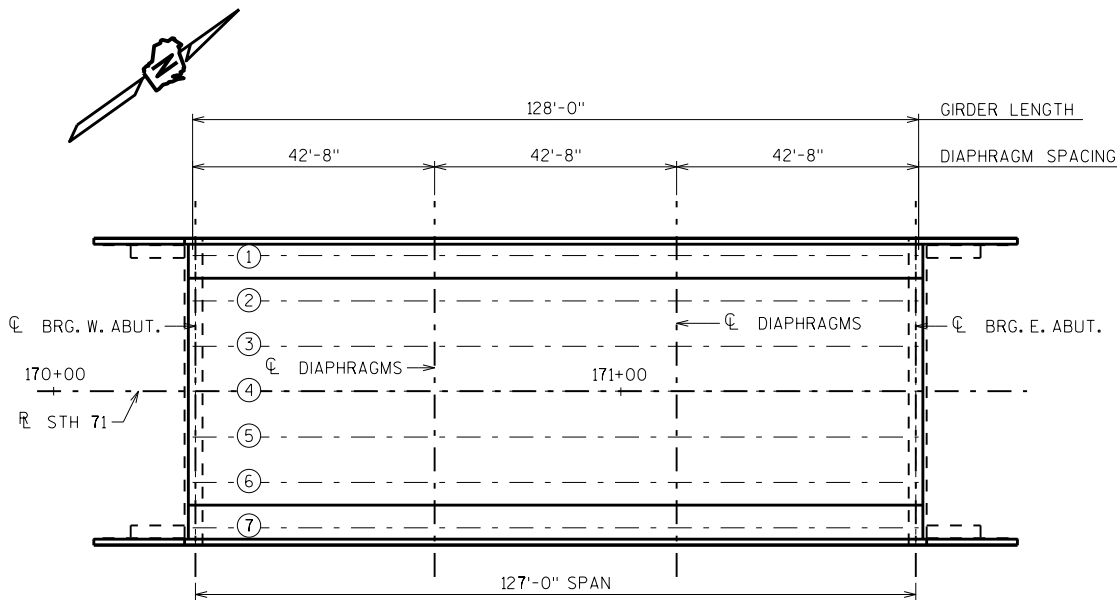 N
128'-0"
GIRDER LENGTH
42'-8" 42'-8" 42'-8"
DIAPHRAGM SPACING
1
2
℄ BRG. W. ABUT.
℄ DIAPHRAGMS
℄ BRG. E. ABUT.
3
℄ DIAPHRAGMS
170+00
4
171+00
RL STH 71
5
6
7
127'-0" SPAN